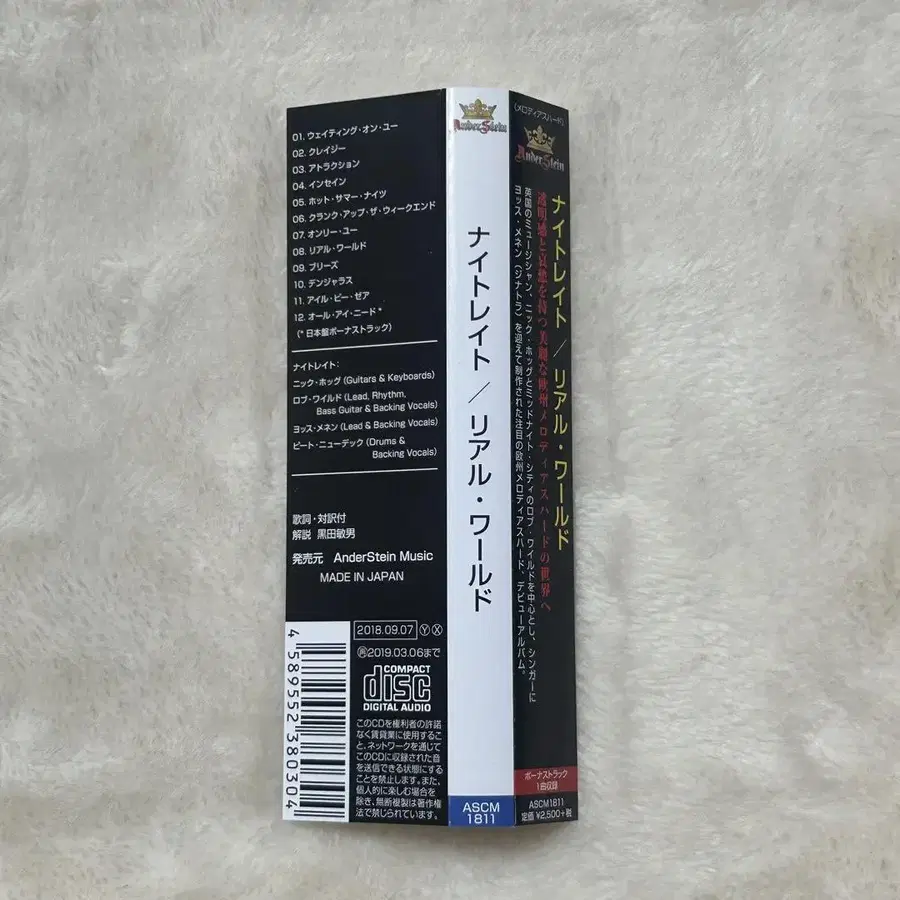 01. ウェイティング・オン・ユー
02. クレイジー
03. アトラクション
04. インセイン
05. ホット・サマー・ナイツ
06. クランク・アップ・ザ・ウィークエンド
07. オンリー・ユー
08. リアル・ワールド
09. ブリーズ
10. デンジャラス
11. アイル・ビー・ゼア
12. オール・アイ・ニード*
(*日本盤ボーナストラック)
ナイトレイト:
ニック・ホッグ (Guitars & Keyboards)
ロブ・ワイルド (Lead, Rhythm,
Bass Guitar & Backing Vocals)
ヨッス・メネン (Lead & Backing Vocals)
ピート・ニューデック (Drums &
Backing Vocals)
歌詞・対訳付
解説 黒田敏男
発売元 AnderStein Music
MADE IN JAPAN
2018.09.07 Ⓨ Ⓧ
㊢2019.03.06まで
COMPACT
disc
DIGITAL AUDIO
このCDを権利者の許諾
なく賃貸業に使用するこ
と、ネットワークを通じて
このCDに収録された音
を送信できる状態にする
ことを禁止します。また、
個人的に楽しむ場合を
除き、無断複製は著作権
法で禁じられています。
4 589552 380304
AnderStein
ナイトレイト / リアル・ワールド
ASCM
1811
(メロディアスハード)
AnderStein
ナイトレイト / リアル・ワールド
透明感と哀愁を持つ美麗な欧州メロディアスハードの世界へ
英国のミュージシャン、ニック・ホッグとミッドナイト・シティのロブ・ワイルドを中心とし、シンガーに
ヨッス・メネン(ジナトラ)を迎えて制作された注目の欧州メロディアスハード、デビューアルバム。
ボーナストラック
1曲収録
ASCM1811
定価 ¥2,500+税